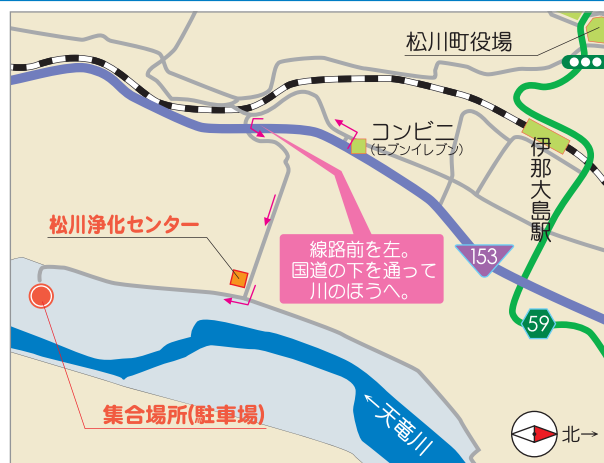 松川町役場
コンビニ
(セブンイレブン)
伊那大島駅
松川浄化センター
線路前を左。
国道の下を通って
川のほうへ。
153
59
集合場所(駐車場)
←天竜川
北→